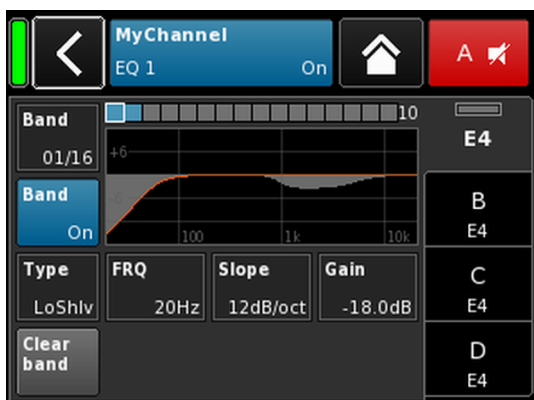 MyChannel
EQ 1 On
A
Band
01/16
10
E4
+6
-6
100 1k 10k
Band
On
B
E4
Type
LoShlv
FRQ
20Hz
Slope
12dB/oct
Gain
-18.0dB
C
E4
Clear
band
D
E4